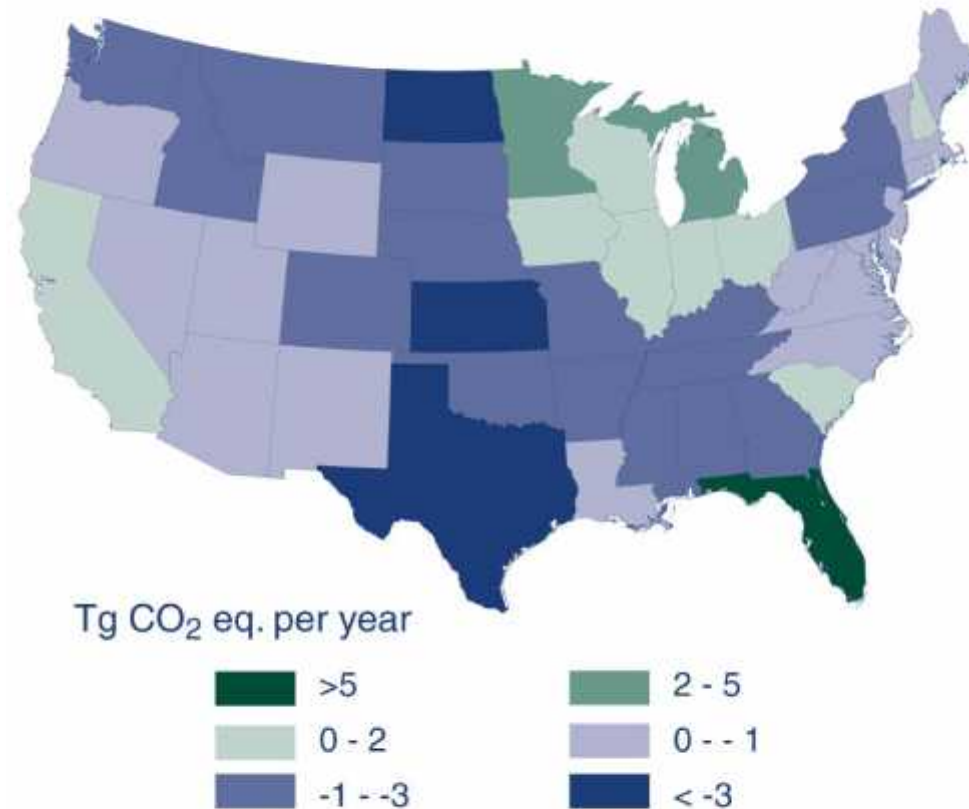 Tg CO₂ eq. per year
>5 2 - 5
0 - 2 0 - - 1
-1 - -3 < -3